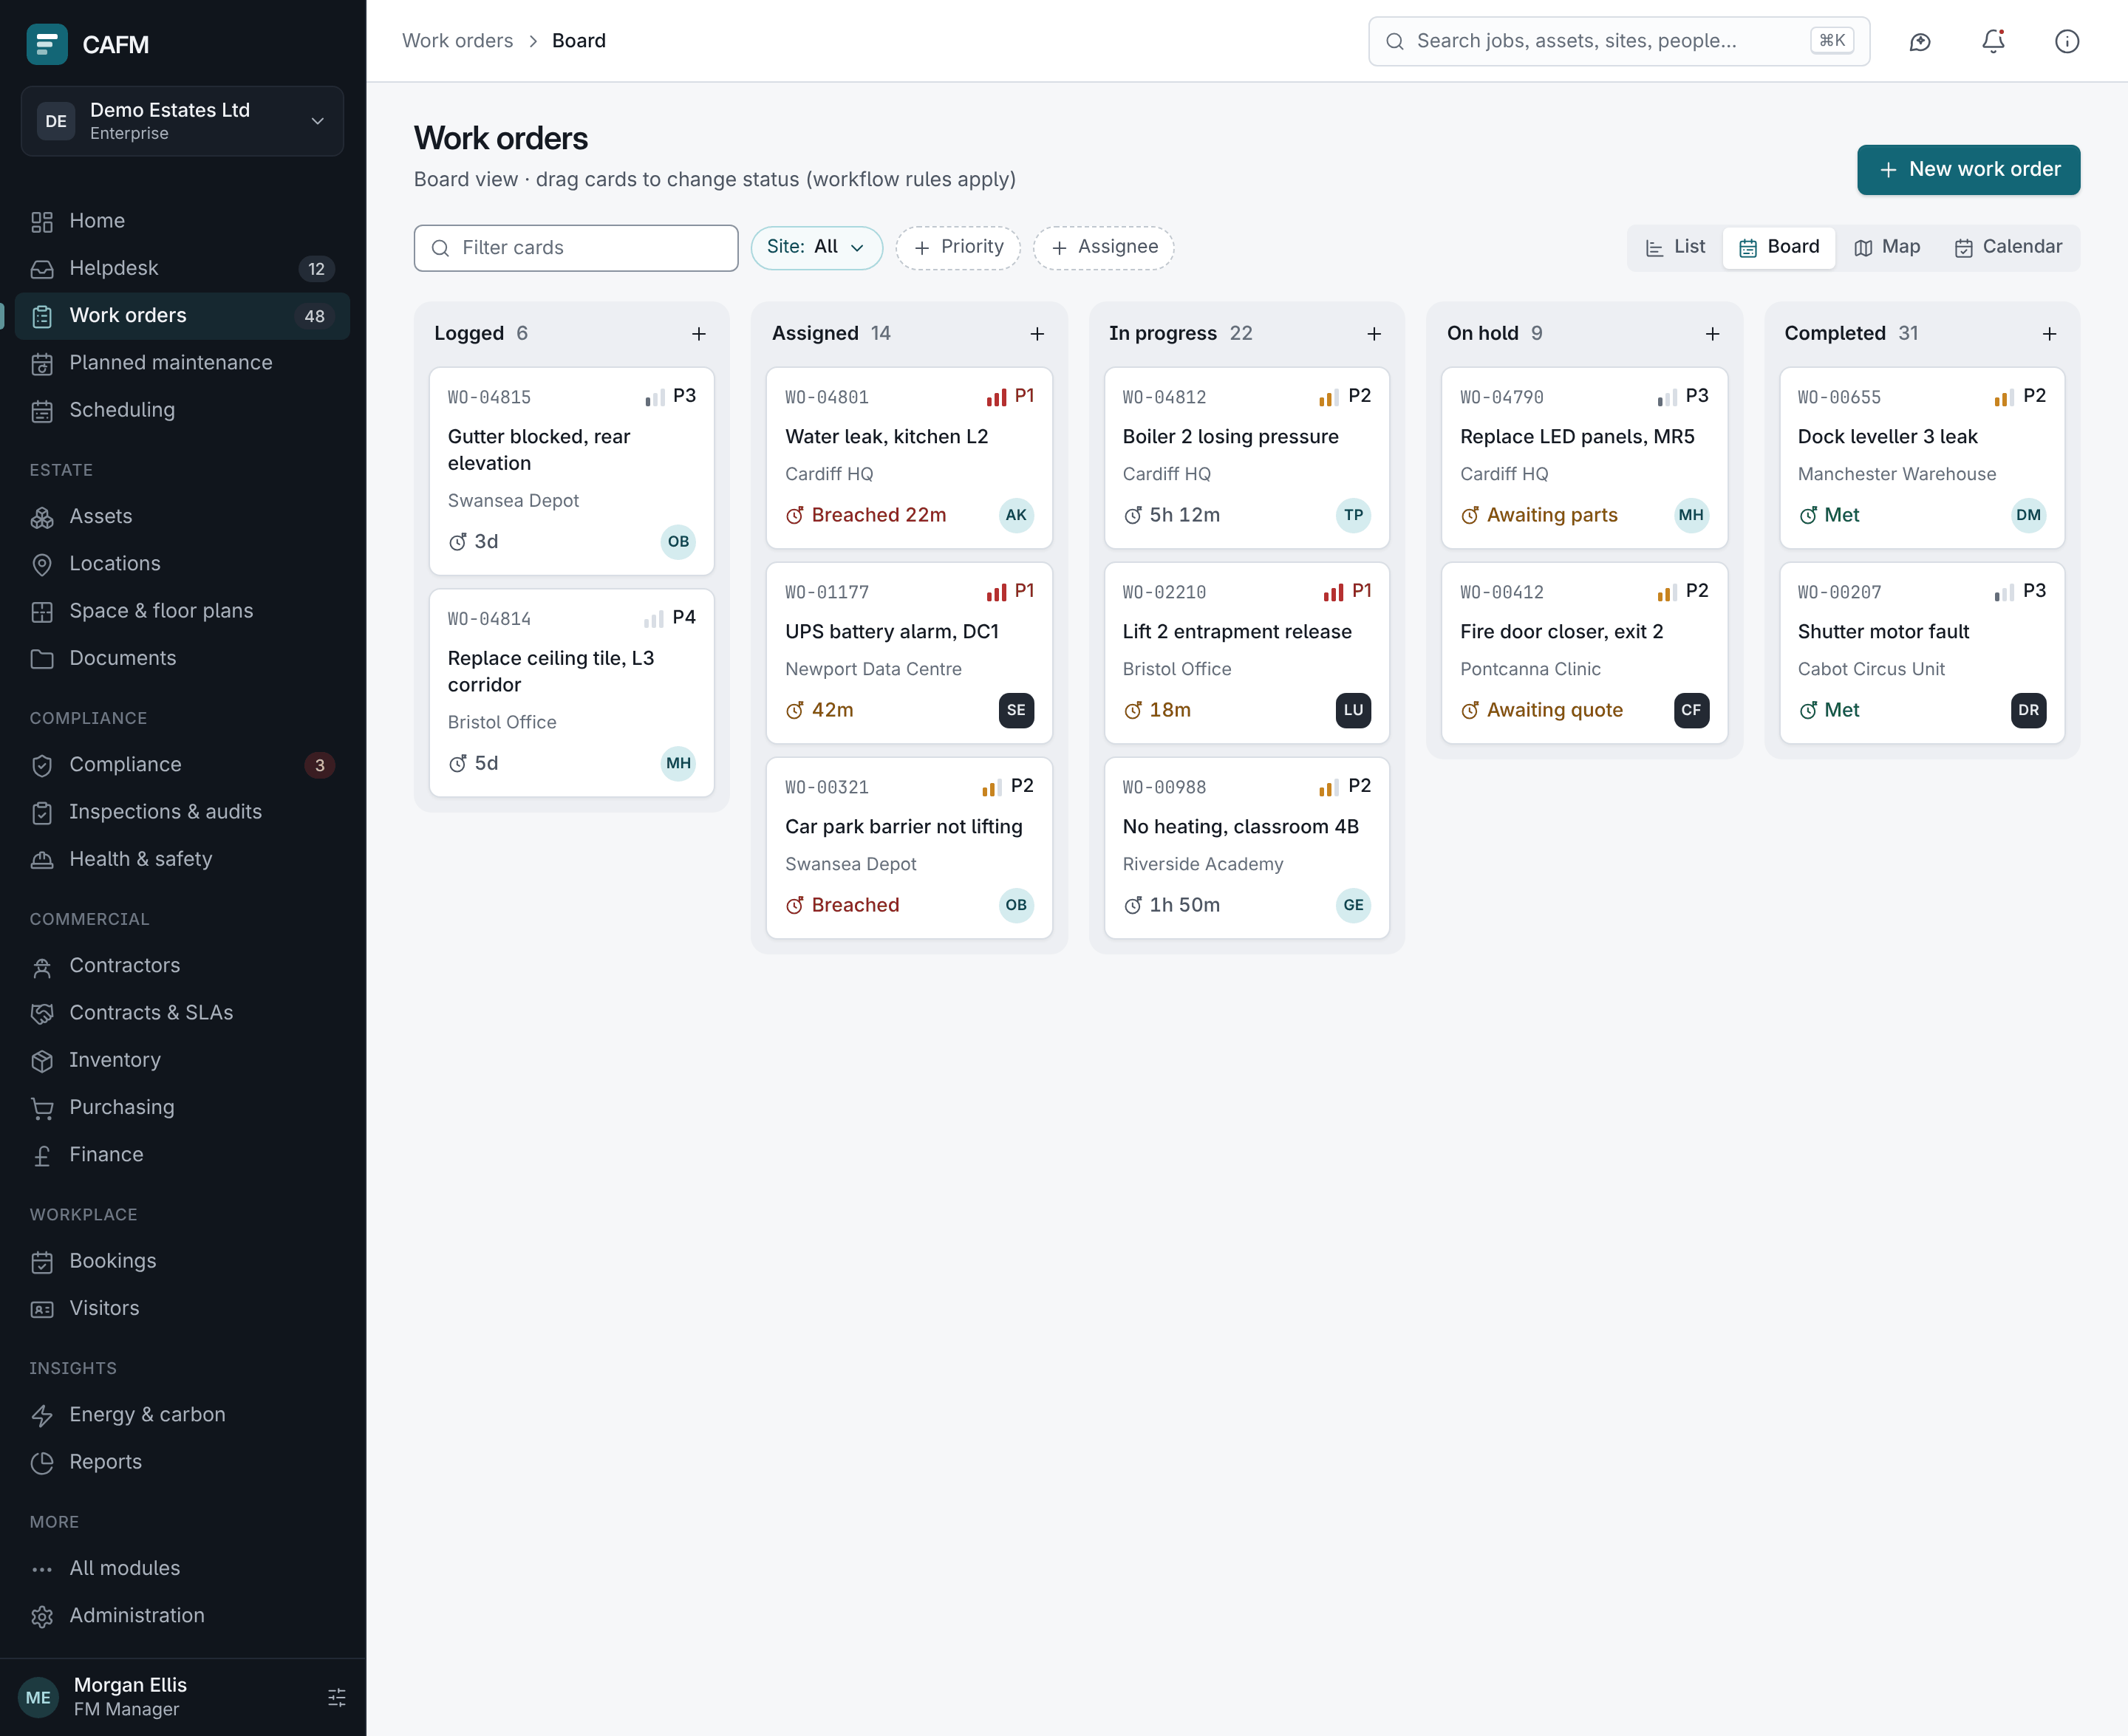 CAFM
DE
Demo Estates Ltd
Enterprise
Home
Helpdesk 12
Work orders 48
Planned maintenance
Scheduling
ESTATE
Assets
Locations
Space & floor plans
Documents
COMPLIANCE
Compliance 3
Inspections & audits
Health & safety
COMMERCIAL
Contractors
Contracts & SLAs
Inventory
Purchasing
Finance
WORKPLACE
Bookings
Visitors
INSIGHTS
Energy & carbon
Reports
MORE
All modules
Administration
ME
Morgan Ellis
FM Manager
Work orders > Board
Search jobs, assets, sites, people... ⌘K
Work orders
Board view · drag cards to change status (workflow rules apply)
+ New work order
Filter cards
Site: All
+ Priority
+ Assignee
List
Board
Map
Calendar
Logged 6 +
WO-04815 P3
Gutter blocked, rear
elevation
Swansea Depot
3d OB
WO-04814 P4
Replace ceiling tile, L3
corridor
Bristol Office
5d MH
Assigned 14 +
WO-04801 P1
Water leak, kitchen L2
Cardiff HQ
Breached 22m AK
WO-01177 P1
UPS battery alarm, DC1
Newport Data Centre
42m SE
WO-00321 P2
Car park barrier not lifting
Swansea Depot
Breached OB
In progress 22 +
WO-04812 P2
Boiler 2 losing pressure
Cardiff HQ
5h 12m TP
WO-02210 P1
Lift 2 entrapment release
Bristol Office
18m LU
WO-00988 P2
No heating, classroom 4B
Riverside Academy
1h 50m GE
On hold 9 +
WO-04790 P3
Replace LED panels, MR5
Cardiff HQ
Awaiting parts MH
WO-00412 P2
Fire door closer, exit 2
Pontcanna Clinic
Awaiting quote CF
Completed 31 +
WO-00655 P2
Dock leveller 3 leak
Manchester Warehouse
Met DM
WO-00207 P3
Shutter motor fault
Cabot Circus Unit
Met DR